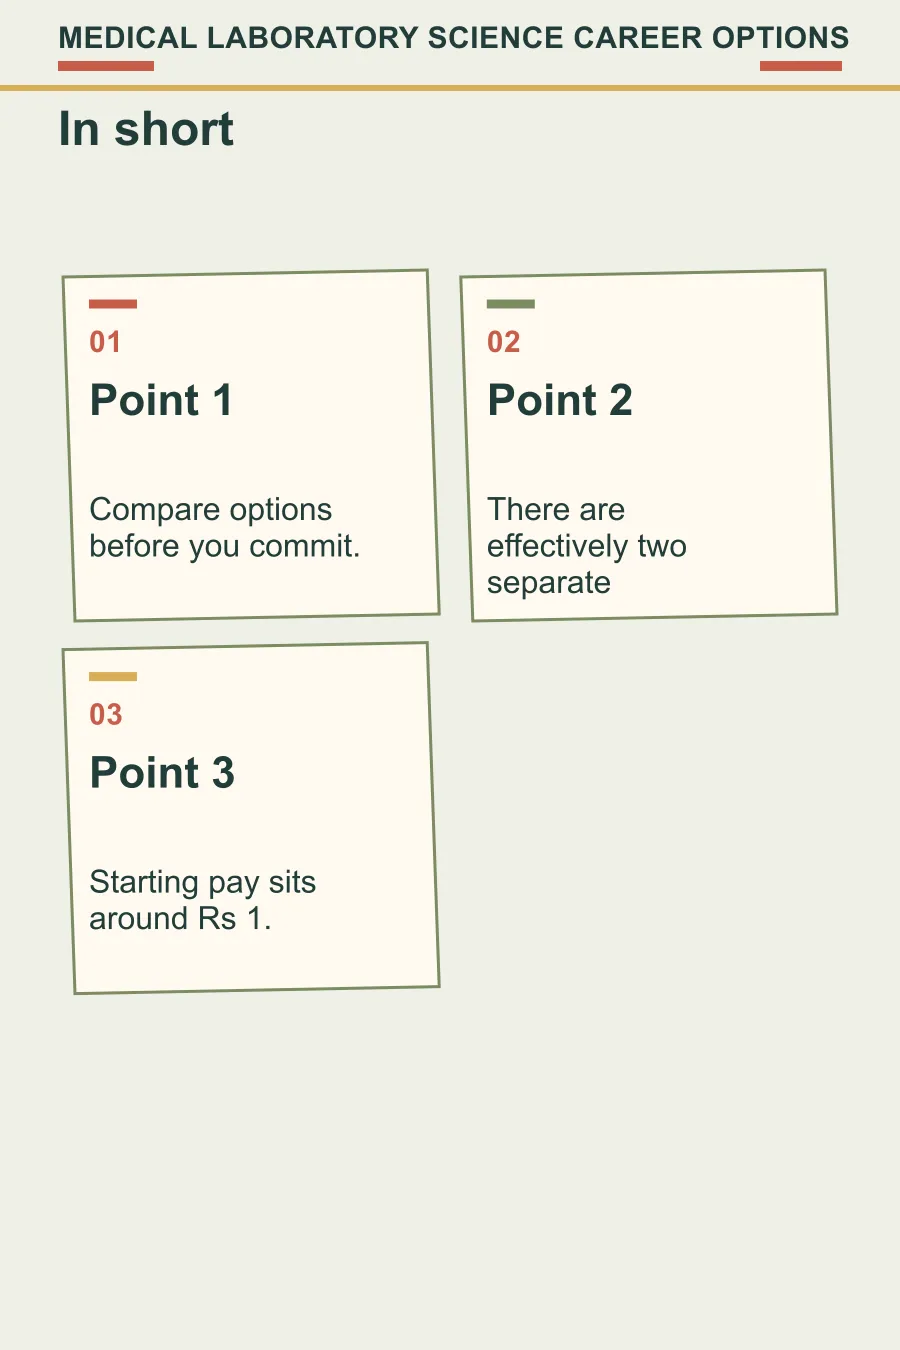 MEDICAL LABORATORY SCIENCE CAREER OPTIONS
In short
01
Point 1
Compare options
before you commit.
02
Point 2
There are
effectively two
separate
03
Point 3
Starting pay sits
around Rs 1.